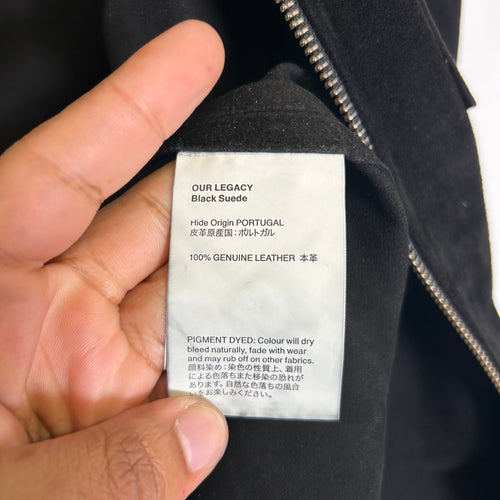 OUR LEGACY
Black Suede
Hide Origin PORTUGAL
皮革原産国：ポルトガル
100% GENUINE LEATHER 本革
PIGMENT DYED: Colour will dry
bleed naturally, fade with wear
and may rub off on other fabrics.
顔料染め：染色の性質上、着用
による色落ちまた移染の恐れが
あります。自然な色落ちの風合
いをお楽しみください。